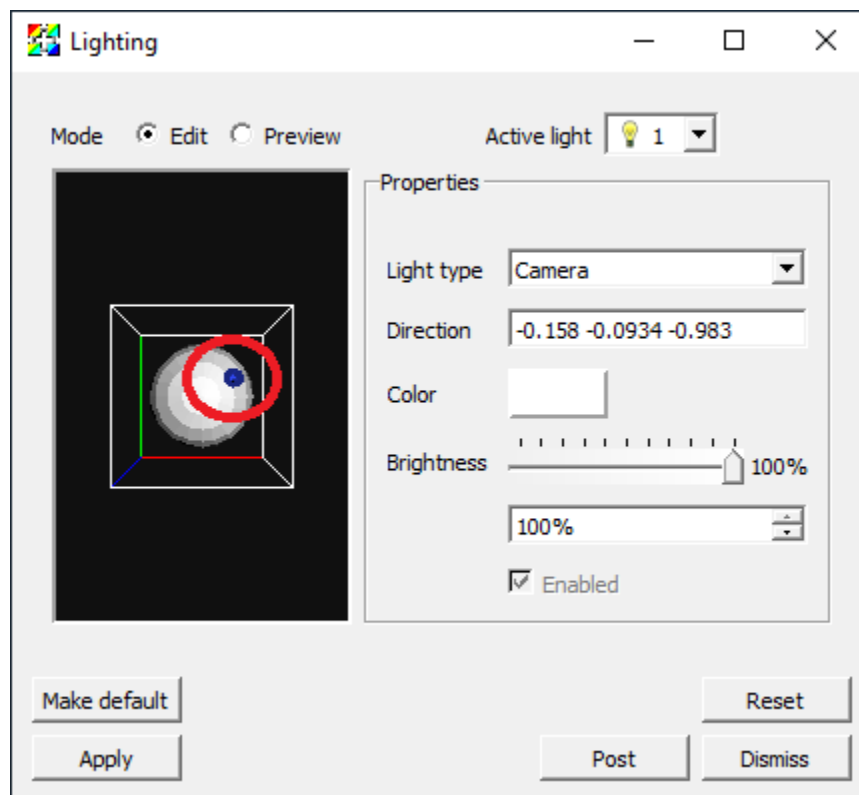 Lighting
Mode Edit Preview Active light 1
Properties
Light type Camera
Direction -0.158 -0.0934 -0.983
Color
Brightness 100%
100%
Enabled
Make default Reset
Apply Post Dismiss